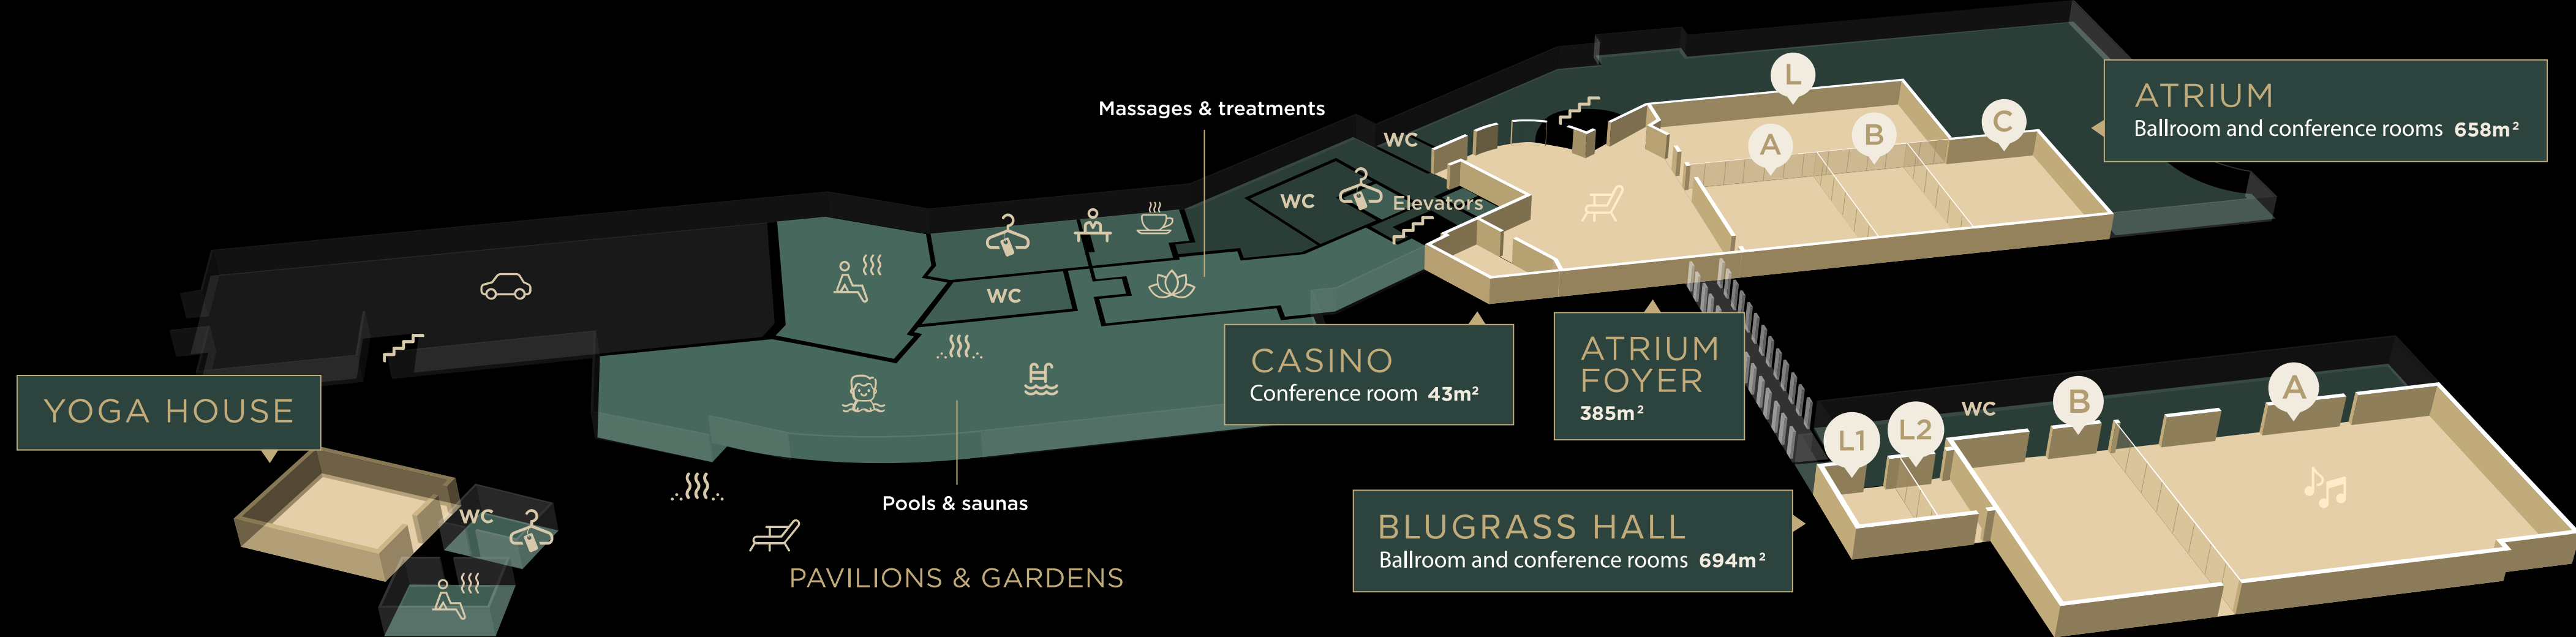 Massages & treatments
L
A
B
C
ATRIUM
Ballroom and conference rooms 658m²
WC
WC
Elevators
WC
CASINO
Conference room 43m²
ATRIUM
FOYER
385m²
YOGA HOUSE
WC
Pools & saunas
PAVILIONS & GARDENS
L1
L2
WC
B
A
BLUGRASS HALL
Ballroom and conference rooms 694m²